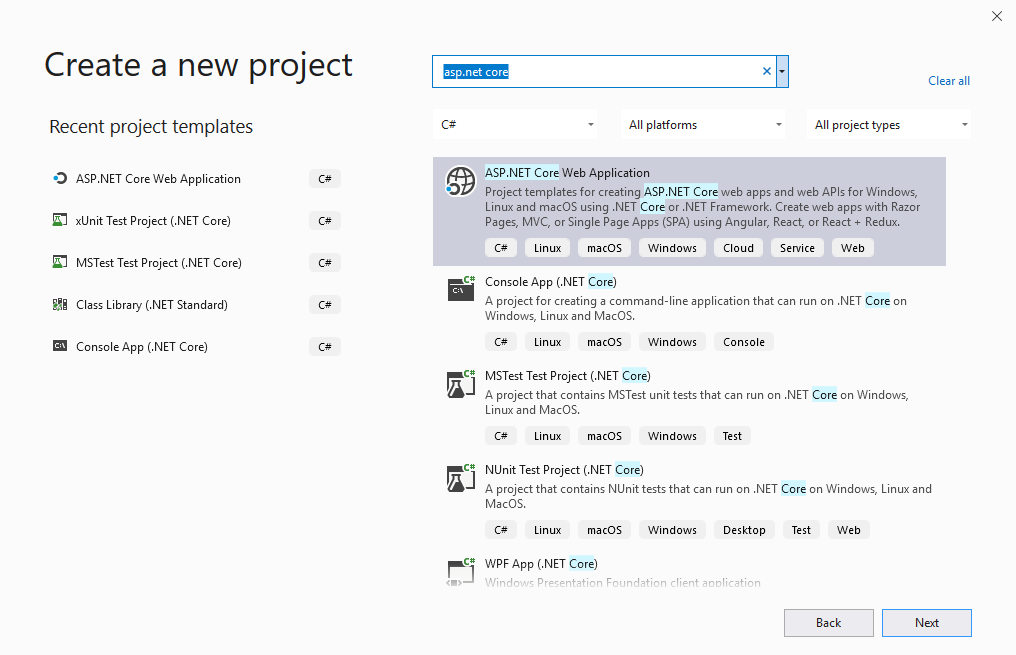 Create a new project
asp.net core
Clear all
Recent project templates
C#
All platforms
All project types
ASP.NET Core Web Application
C#
xUnit Test Project (.NET Core)
C#
MSTest Test Project (.NET Core)
C#
Class Library (.NET Standard)
C#
C:\
Console App (.NET Core)
C#
ASP.NET Core Web Application
Project templates for creating ASP.NET Core web apps and web APIs for Windows,
Linux and macOS using .NET Core or .NET Framework. Create web apps with Razor
Pages, MVC, or Single Page Apps (SPA) using Angular, React, or React + Redux.
C# Linux macOS Windows Cloud Service Web
C#
C:\
Console App (.NET Core)
A project for creating a command-line application that can run on .NET Core on
Windows, Linux and MacOS.
C# Linux macOS Windows Console
C#
MSTest Test Project (.NET Core)
A project that contains MSTest unit tests that can run on .NET Core on Windows,
Linux and MacOS.
C# Linux macOS Windows Test
C#
NUnit Test Project (.NET Core)
A project that contains NUnit tests that can run on .NET Core on Windows, Linux and
MacOS.
C# Linux macOS Windows Desktop Test Web
C#
WPF App (.NET Core)
Windows Presentation Foundation client application
Back
Next